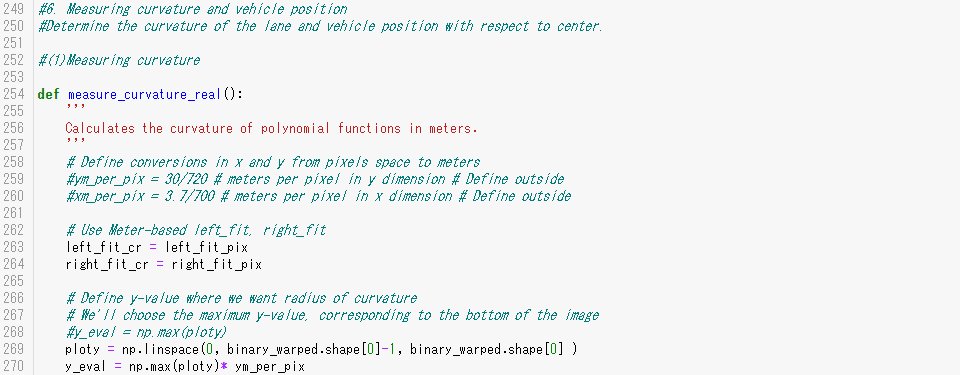 249 #6. Measuring curvature and vehicle position
250 #Determine the curvature of the lane and vehicle position with respect to center.
251
252 #(1)Measuring curvature
253
254 def measure_curvature_real():
255     '''
256     Calculates the curvature of polynomial functions in meters.
257     '''
258     # Define conversions in x and y from pixels space to meters
259     #ym_per_pix = 30/720 # meters per pixel in y dimension # Define outside
260     #xm_per_pix = 3.7/700 # meters per pixel in x dimension # Define outside
261
262     # Use Meter-based left_fit, right_fit
263     left_fit_cr = left_fit_pix
264     right_fit_cr = right_fit_pix
265
266     # Define y-value where we want radius of curvature
267     # We'll choose the maximum y-value, corresponding to the bottom of the image
268     #y_eval = np.max(ploty)
269     ploty = np.linspace(0, binary_warped.shape[0]-1, binary_warped.shape[0] )
270     y_eval = np.max(ploty)* ym_per_pix